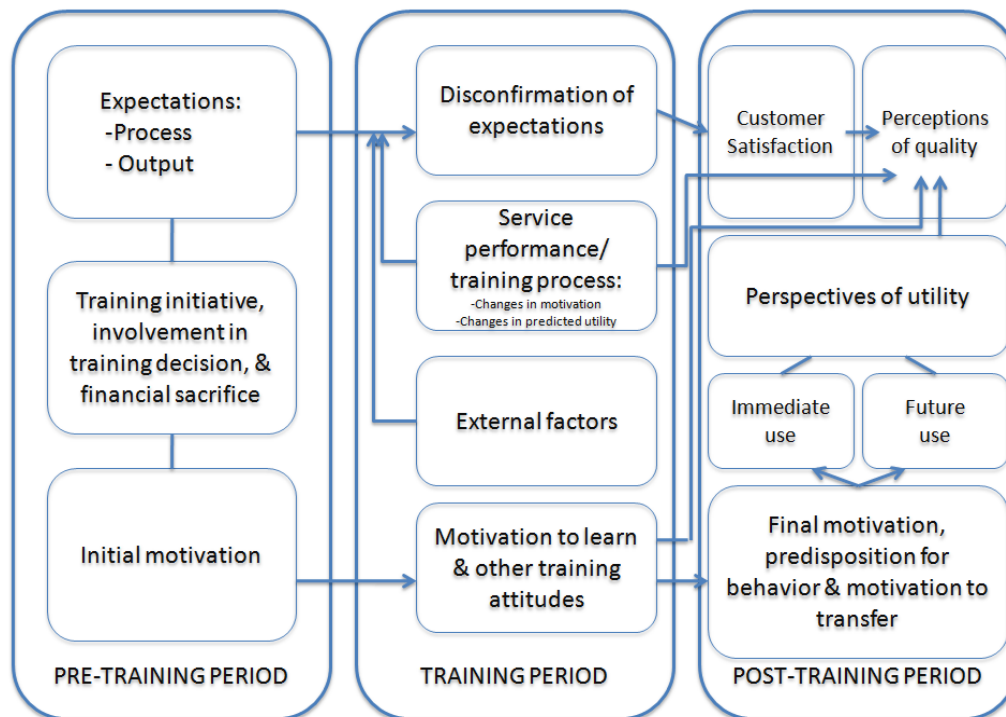 Expectations:
-Process
- Output
Training initiative,
involvement in
training decision, &
financial sacrifice
Initial motivation
PRE-TRAINING PERIOD
Disconfirmation of
expectations
Service
performance/
training process:
-Changes in motivation
-Changes in predicted utility
External factors
Motivation to learn
& other training
attitudes
TRAINING PERIOD
Customer
Satisfaction
Perceptions
of quality
Perspectives of utility
Immediate
use
Future
use
Final motivation,
predisposition for
behavior & motivation to
transfer
POST-TRAINING PERIOD